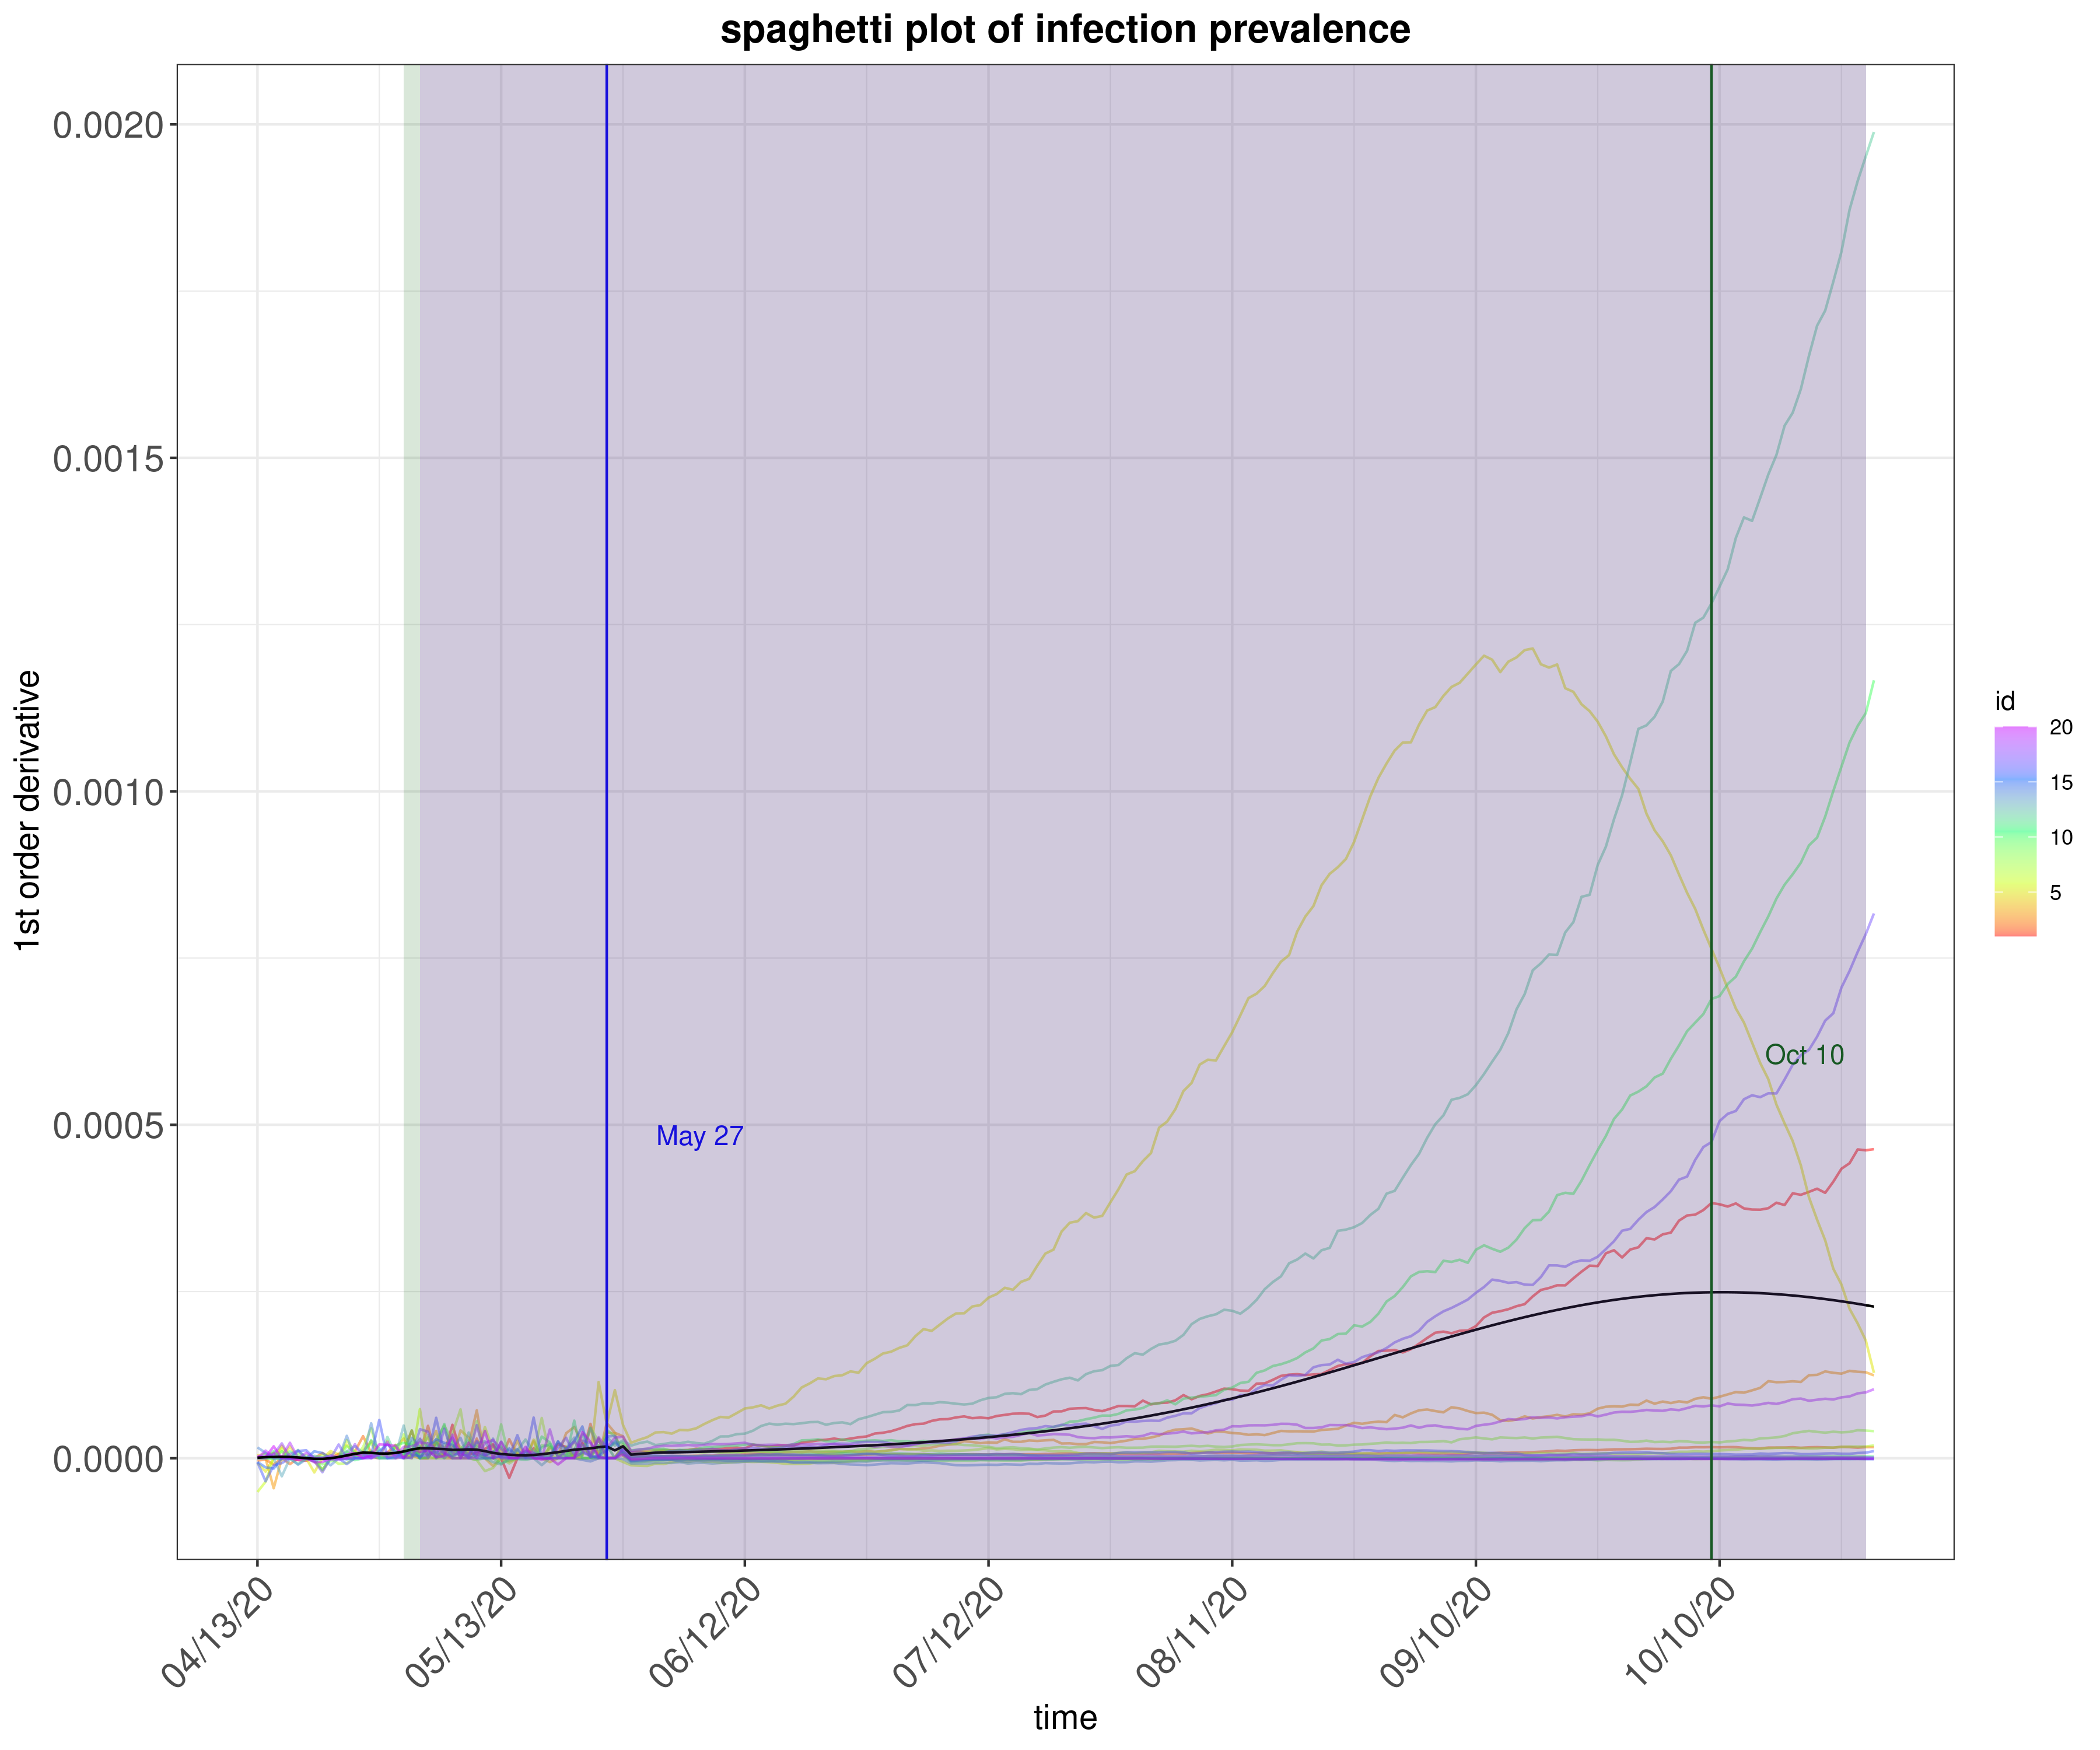 spaghetti plot of infection prevalence
0.0020
0.0015
0.0010
0.0005
0.0000
1st order derivative
May 27
Oct 10
04/13/20
05/13/20
06/12/20
07/12/20
08/11/20
09/10/20
10/10/20
time
id
20
15
10
5